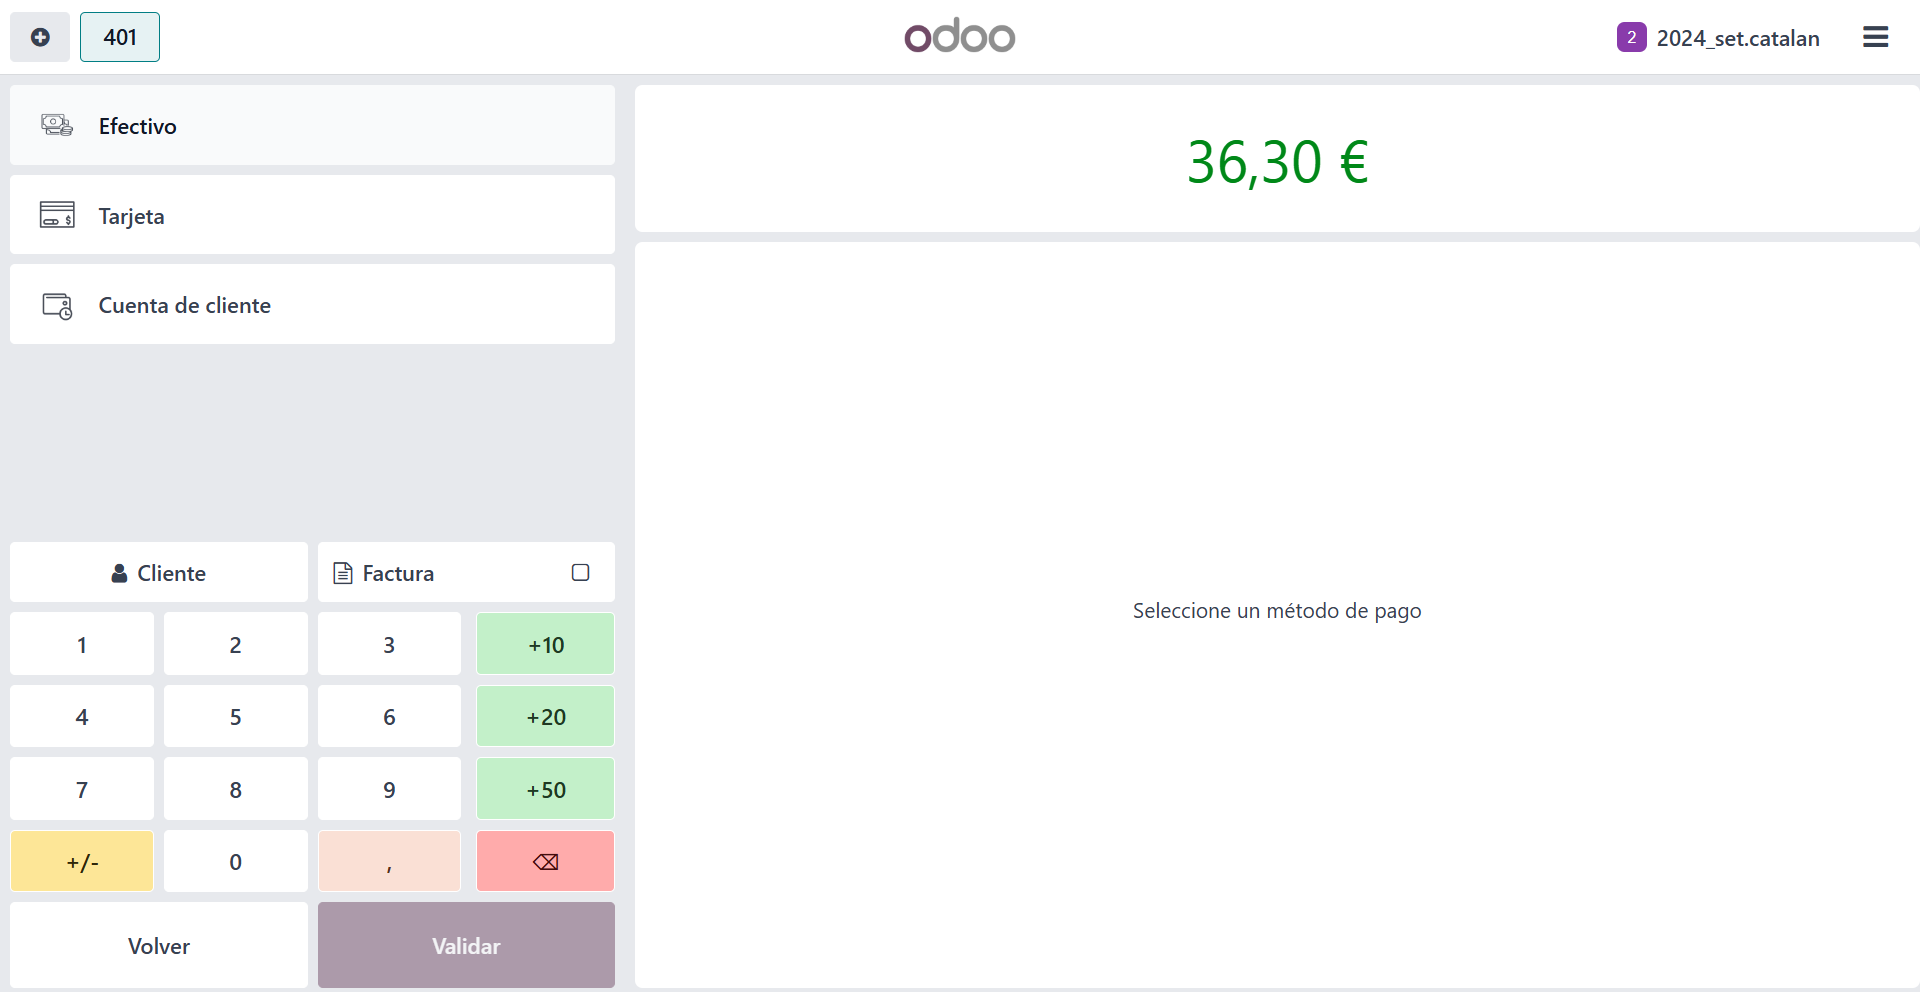 401
odoo
2 2024_set.catalan
Efectivo
Tarjeta
Cuenta de cliente
36,30 €
Seleccione un método de pago
Cliente
Factura
1 2 3 +10
4 5 6 +20
7 8 9 +50
+/- 0 , ⌫
Volver
Validar